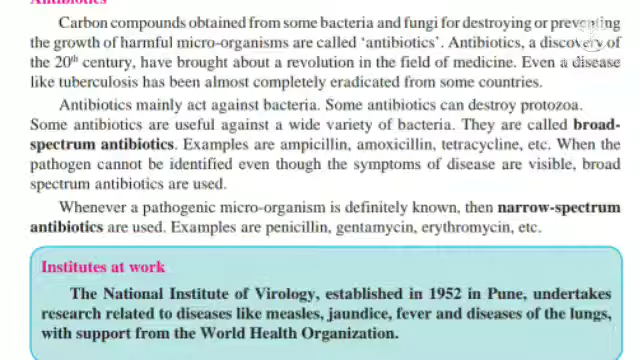 Antibiotics
Carbon compounds obtained from some bacteria and fungi for destroying or preventing
the growth of harmful micro-organisms are called ‘antibiotics’. Antibiotics, a discovery of
the 20th century, have brought about a revolution in the field of medicine. Even a disease
like tuberculosis has been almost completely eradicated from some countries.
Antibiotics mainly act against bacteria. Some antibiotics can destroy protozoa.
Some antibiotics are useful against a wide variety of bacteria. They are called broad-
spectrum antibiotics. Examples are ampicillin, amoxicillin, tetracycline, etc. When the
pathogen cannot be identified even though the symptoms of disease are visible, broad
spectrum antibiotics are used.
Whenever a pathogenic micro-organism is definitely known, then narrow-spectrum
antibiotics are used. Examples are penicillin, gentamycin, erythromycin, etc.
Institutes at work
The National Institute of Virology, established in 1952 in Pune, undertakes
research related to diseases like measles, jaundice, fever and diseases of the lungs,
with support from the World Health Organization.